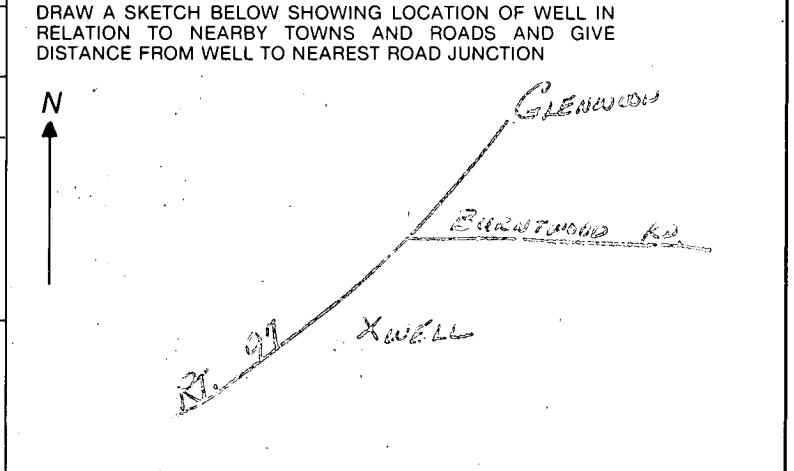 DRAW A SKETCH BELOW SHOWING LOCATION OF WELL IN
RELATION TO NEARBY TOWNS AND ROADS AND GIVE
DISTANCE FROM WELL TO NEAREST ROAD JUNCTION
N
GLENWOOD
BURNTWOOD RD
X WELL
RT. 97